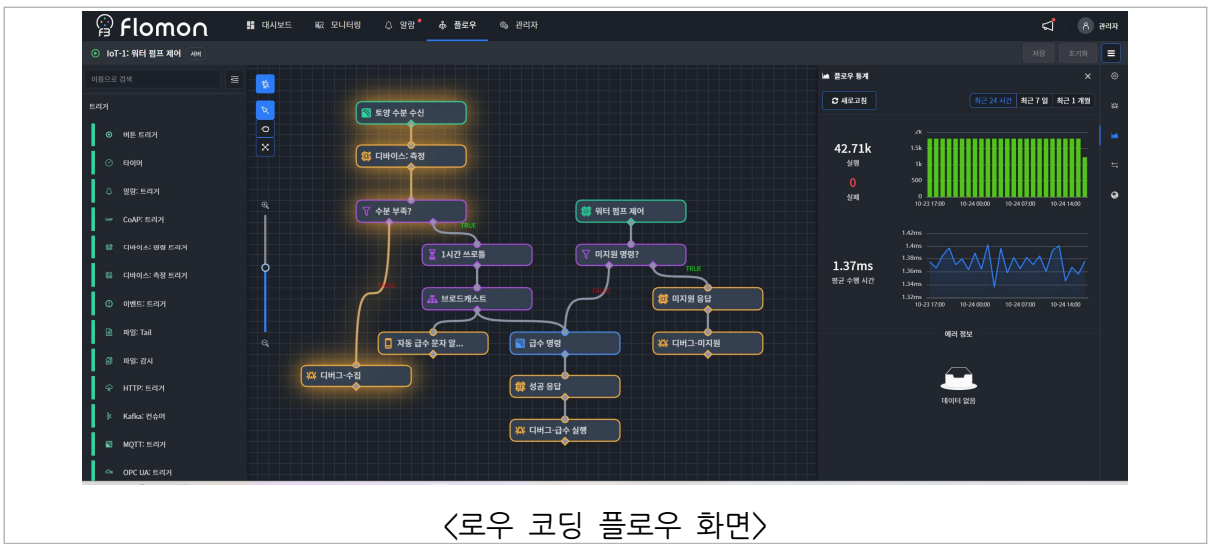 flomon
대시보드
모니터링
알람
플로우
관리자
관리자
IoT-1: 워터 펌프 제어 서버
저장
초기화
이름으로 검색
트리거
버튼 트리거
타이머
알람: 트리거
CoAP: 트리거
디바이스: 명령 트리거
디바이스: 측정 트리거
이벤트: 트리거
파일: Tail
파일: 감시
HTTP: 트리거
Kafka: 컨슈머
MQTT: 트리거
OPC UA: 트리거
토양 수분 수신
디바이스: 측정
수분 부족?
TRUE
워터 펌프 제어
1시간 쓰로틀
미지원 명령?
TRUE
브로드캐스트
미지원 응답
자동 급수 문자 알...
급수 명령
디버그-미지원
디버그-수집
성공 응답
디버그-급수 실행
플로우 통계
새로고침
최근 24 시간
최근 7 일
최근 1 개월
42.71k
실행
0
실패
2k
1.5k
1k
500
0
10-23 17:00
10-24 00:00
10-24 07:00
10-24 14:00
1.37ms
평균 수행 시간
1.42ms
1.4ms
1.38ms
1.36ms
1.34ms
1.32ms
10-23 17:00
10-24 00:00
10-24 07:00
10-24 14:00
에러 정보
데이터 없음
<로우 코딩 플로우 화면>